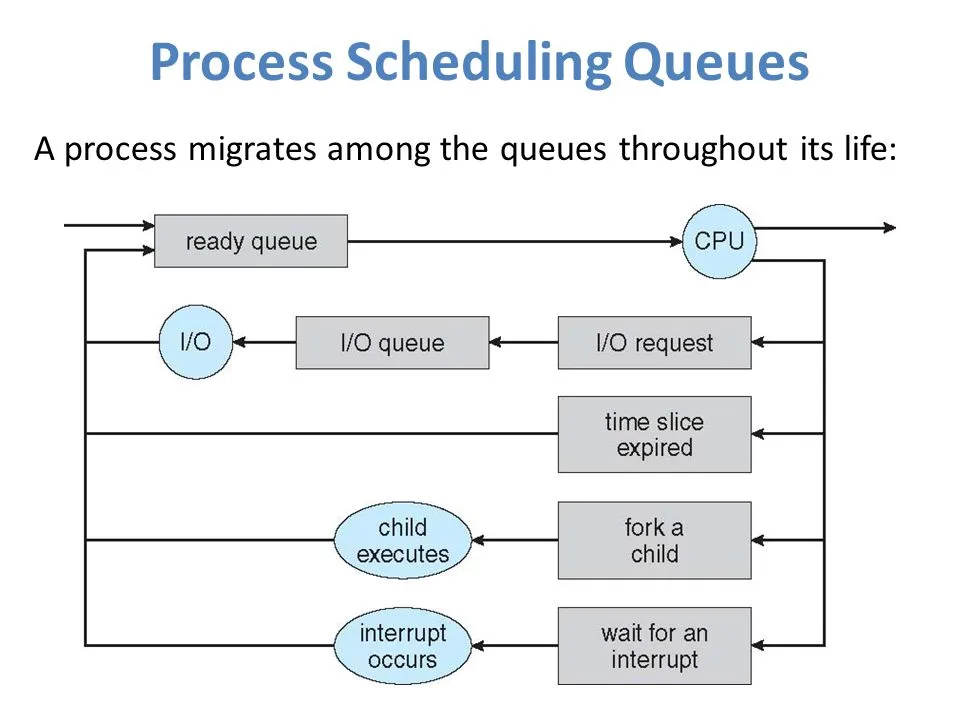 Process Scheduling Queues
A process migrates among the queues throughout its life:
ready queue
CPU
I/O
I/O queue
I/O request
time slice
expired
child
executes
fork a
child
interrupt
occurs
wait for an
interrupt